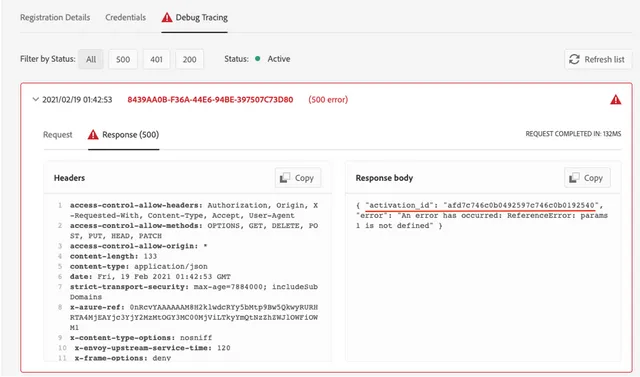 Registration Details Credentials Debug Tracing
Filter by Status: All 500 401 200 Status: Active Refresh list
2021/02/19 01:42:53 8439AA0B-F36A-44E6-94BE-397507C73D80 (500 error)
Request Response (500) REQUEST COMPLETED IN: 132MS
Headers Copy
1 access-control-allow-headers: Authorization, Origin, X
-Requested-With, Content-Type, Accept, User-Agent
2 access-control-allow-methods: OPTIONS, GET, DELETE, PO
ST, PUT, HEAD, PATCH
3 access-control-allow-origin: *
4 content-length: 133
5 content-type: application/json
6 date: Fri, 19 Feb 2021 01:42:53 GMT
7 strict-transport-security: max-age=7884000; includeSub
Domains
8 x-azure-ref:
9 x-content-type-options: nosniff
10 x-envoy-upstream-service-time: 120
11 x-frame-options: deny
Response body Copy
{ "activation_id": "afd7c746c0b0492597c746c0b0192540",
"error": "An error has occurred: ReferenceError: params
1 is not defined" }